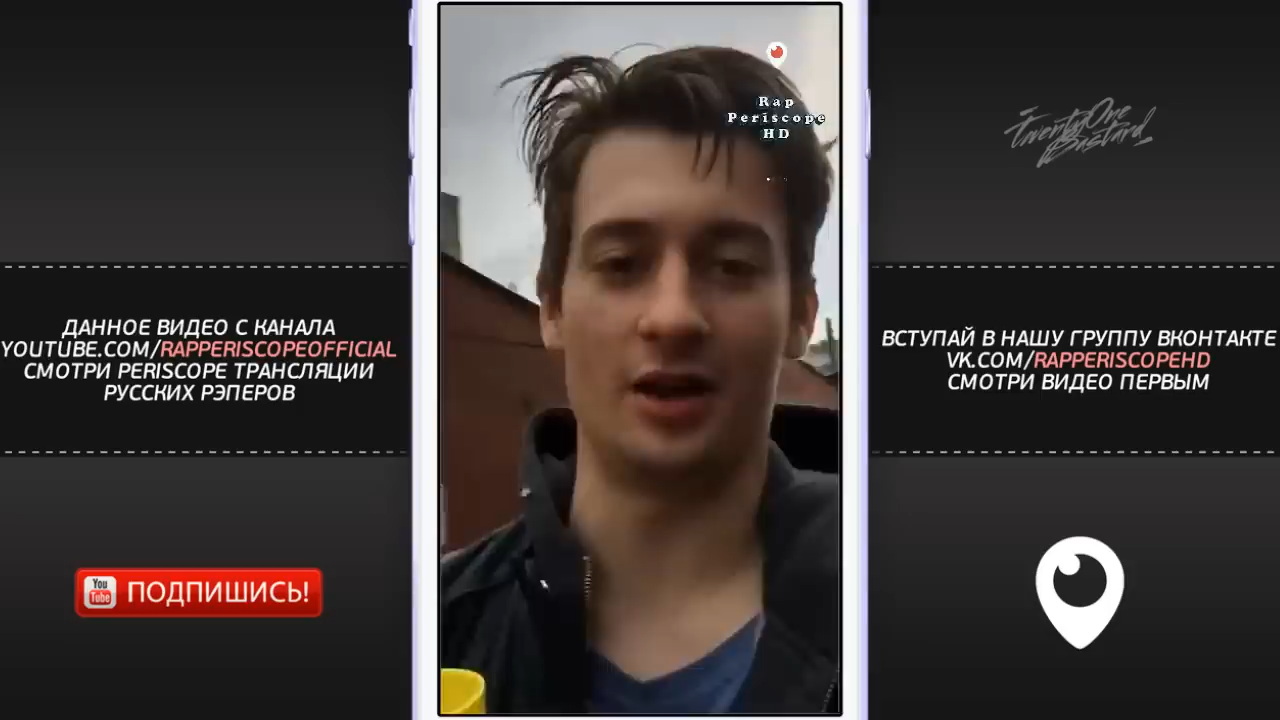 Rap
Periscope
HD
TwentyOne
Bastard
ДАННОЕ ВИДЕО С КАНАЛА
YOUTUBE.COM/RAPPERISCOPEOFFICIAL
СМОТРИ PERISCOPE ТРАНСЛЯЦИИ
РУССКИХ РЭПЕРОВ
ВСТУПАЙ В НАШУ ГРУППУ ВКОНТАКТЕ
VK.COM/RAPPERISCOPEHD
СМОТРИ ВИДЕО ПЕРВЫМ
You
Tube
ПОДПИШИСЬ!